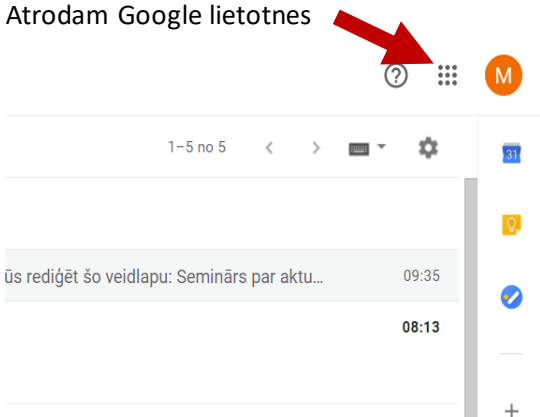 Atrodam Google lietotnes
M
1–5 no 5
31
ūs rediģēt šo veidlapu: Seminārs par aktu... 09:35
08:13